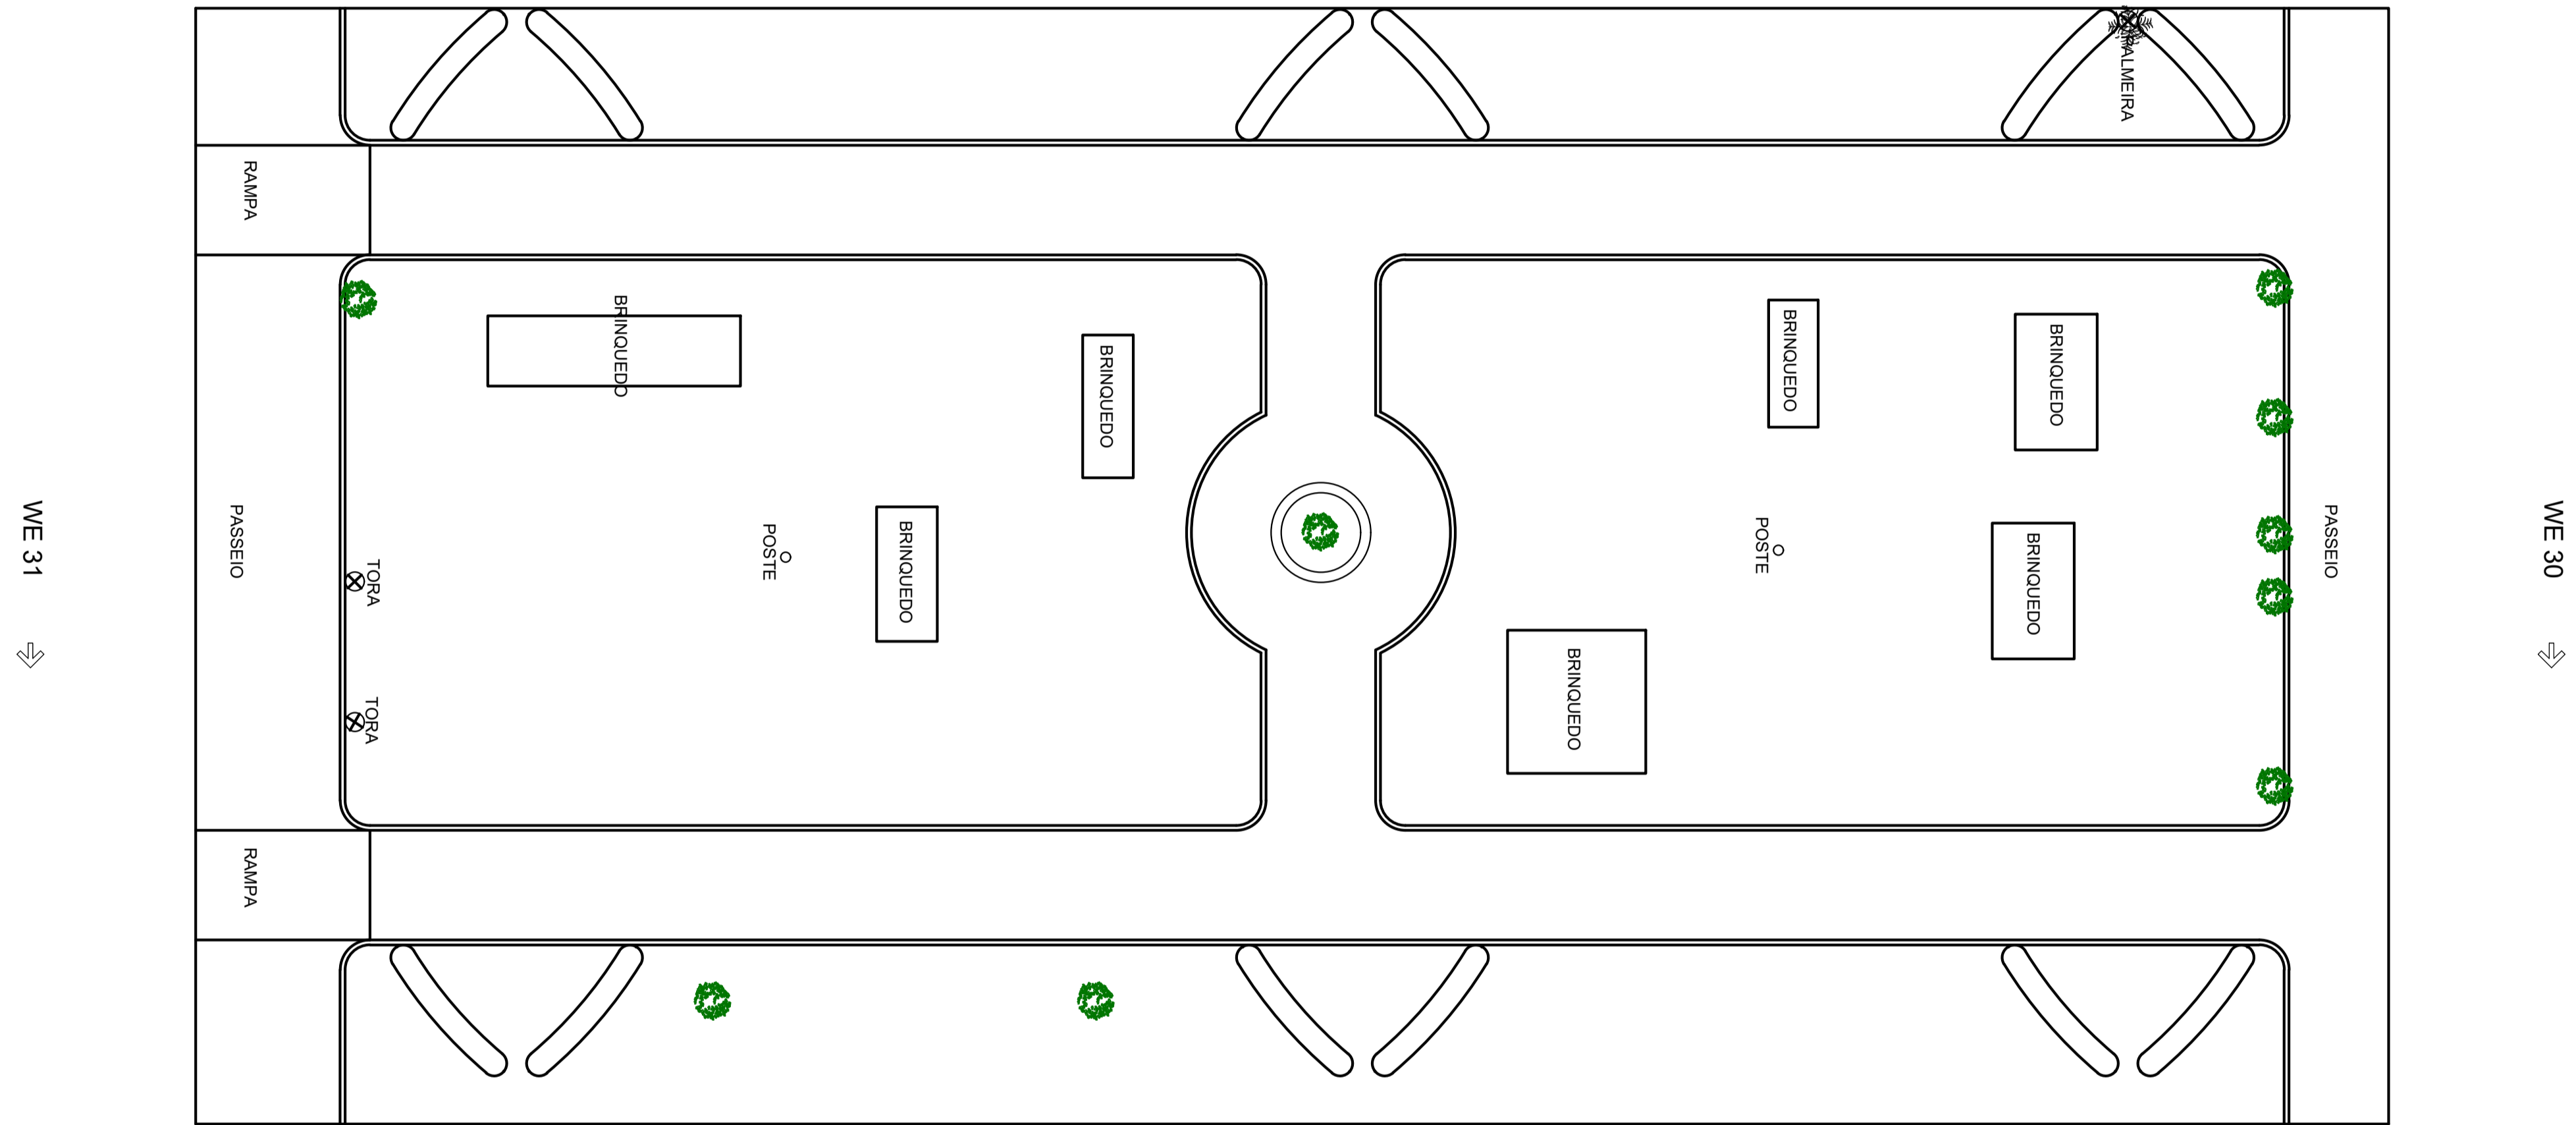 WE 30
PASSEIO
PALMEIRA
BRINQUEDO
BRINQUEDO
BRINQUEDO
POSTE
BRINQUEDO
BRINQUEDO
BRINQUEDO
POSTE
BRINQUEDO
TORA
TORA
RAMPA
RAMPA
PASSEIO
WE 31